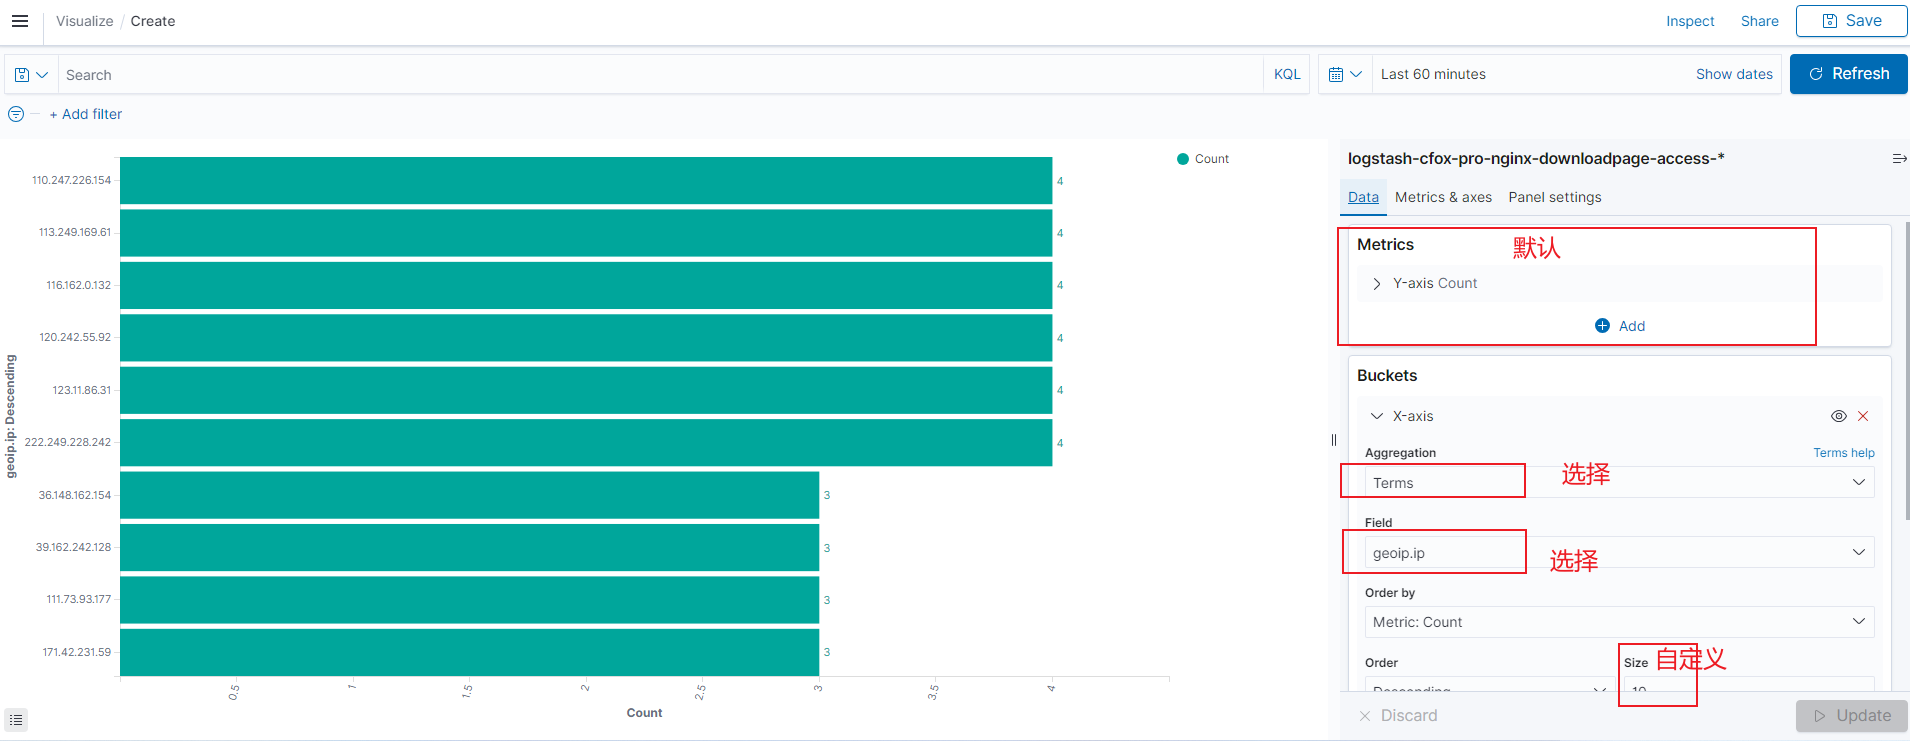 Visualize / Create
Inspect
Share
Save
Search
KQL
Last 60 minutes
Show dates
Refresh
+ Add filter
geoip.ip: Descending
110.247.226.154
4
113.249.169.61
4
116.162.0.132
4
120.242.55.92
4
123.11.86.31
4
222.249.228.242
4
36.148.162.154
3
39.162.242.128
3
111.73.93.177
3
171.42.231.59
3
0.5
1
1.5
2
2.5
3
3.5
4
Count
Count
logstash-cfox-pro-nginx-downloadpage-access-*
Data
Metrics & axes
Panel settings
Metrics
默认
Y-axis Count
Add
Buckets
X-axis
Aggregation
Terms help
Terms
选择
Field
geoip.ip
选择
Order by
Metric: Count
Order
Size
自定义
Descending
10
Discard
Update